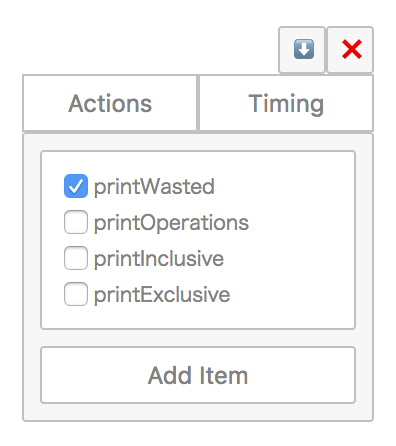 Actions Timing
printWasted
printOperations
printInclusive
printExclusive
Add Item